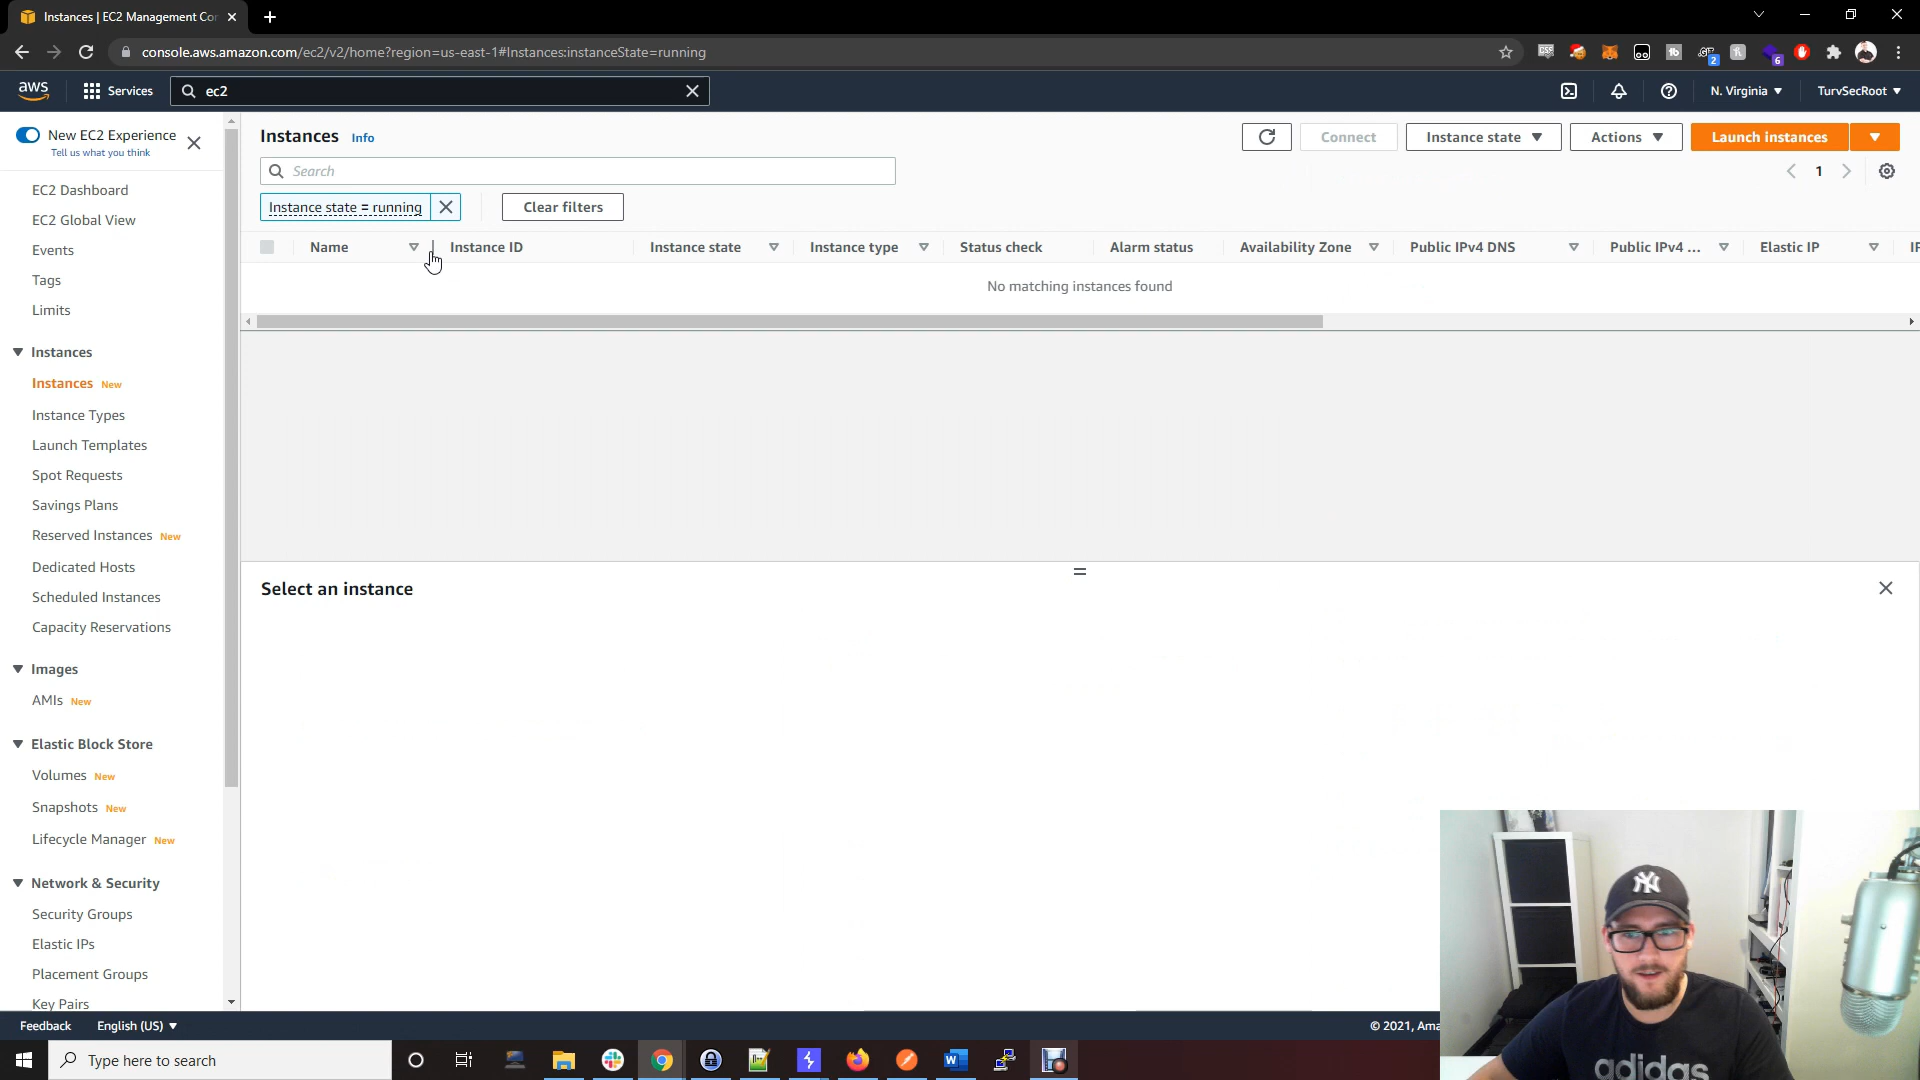 Instances | EC2 Management Co
console.aws.amazon.com/ec2/v2/home?region=us-east-1#Instances:instanceState=running
aws
Services
ec2
N. Virginia
TurvSecRoot
New EC2 Experience
Tell us what you think
EC2 Dashboard
EC2 Global View
Events
Tags
Limits
Instances
Instances New
Instance Types
Launch Templates
Spot Requests
Savings Plans
Reserved Instances New
Dedicated Hosts
Scheduled Instances
Capacity Reservations
Images
AMIs New
Elastic Block Store
Volumes New
Snapshots New
Lifecycle Manager New
Network & Security
Security Groups
Elastic IPs
Placement Groups
Key Pairs
Instances Info
Connect
Instance state
Actions
Launch instances
Search
1
Instance state = running
Clear filters
Name
Instance ID
Instance state
Instance type
Status check
Alarm status
Availability Zone
Public IPv4 DNS
Public IPv4 ...
Elastic IP
No matching instances found
Select an instance
Feedback
English (US)
© 2021, Ama
Type here to search
NY
adidas